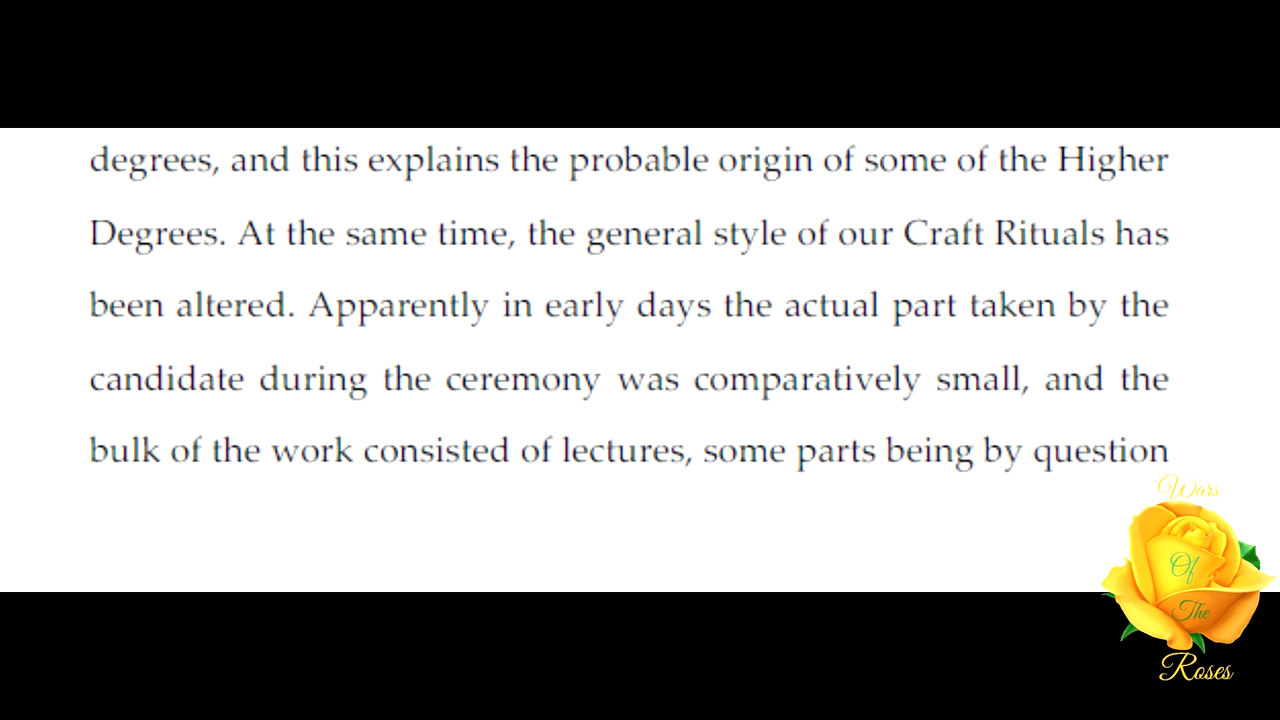 degrees, and this explains the probable origin of some of the Higher
Degrees. At the same time, the general style of our Craft Rituals has
been altered. Apparently in early days the actual part taken by the
candidate during the ceremony was comparatively small, and the
bulk of the work consisted of lectures, some parts being by question
Wars
Of
The
Roses